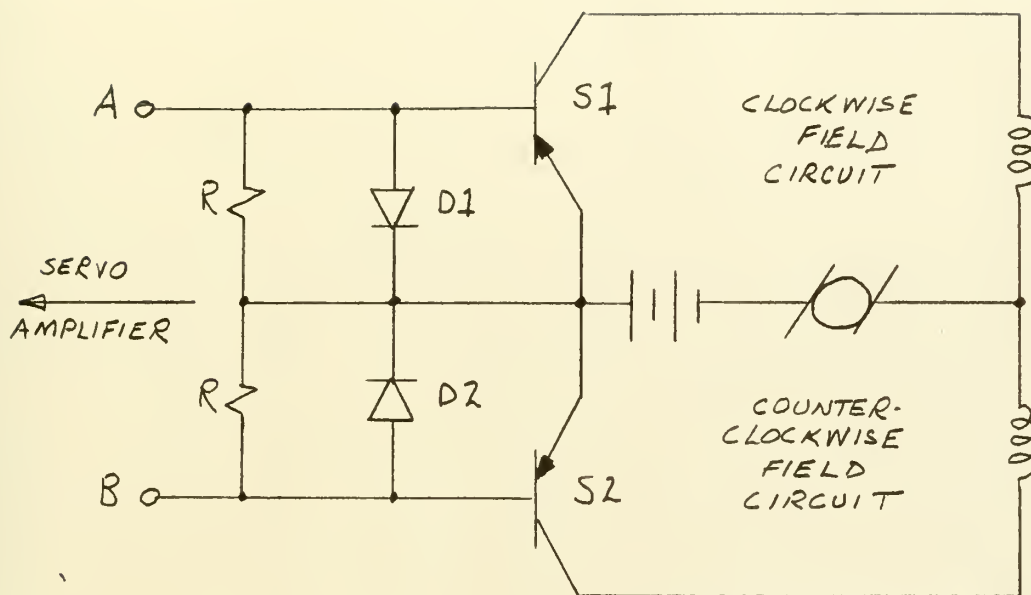 A
S1
CLOCKWISE
FIELD
CIRCUIT
R
D1
SERVO
AMPLIFIER
R
D2
COUNTER-
CLOCKWISE
FIELD
CIRCUIT
B
S2